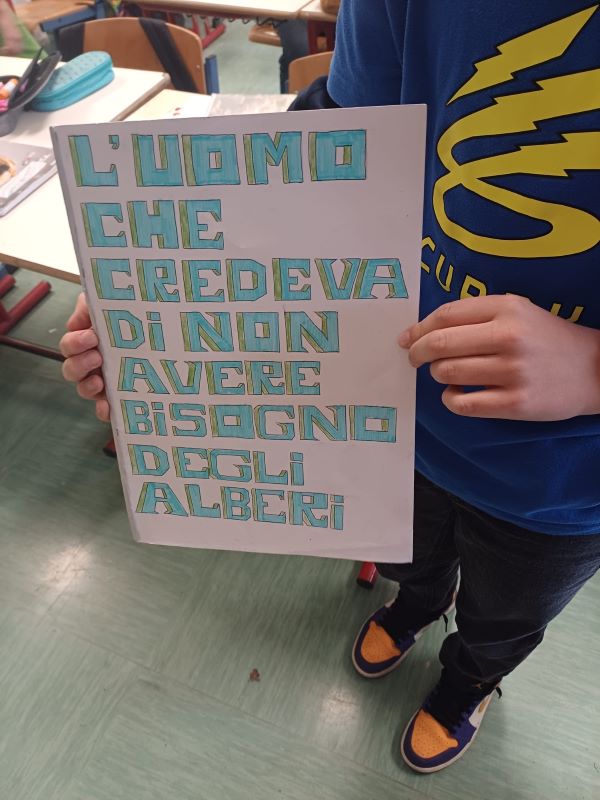 L'UOMO
CHE
CREDEVA
Di NON
AVERE
BiSOGNO
DEGLi
ALBERi